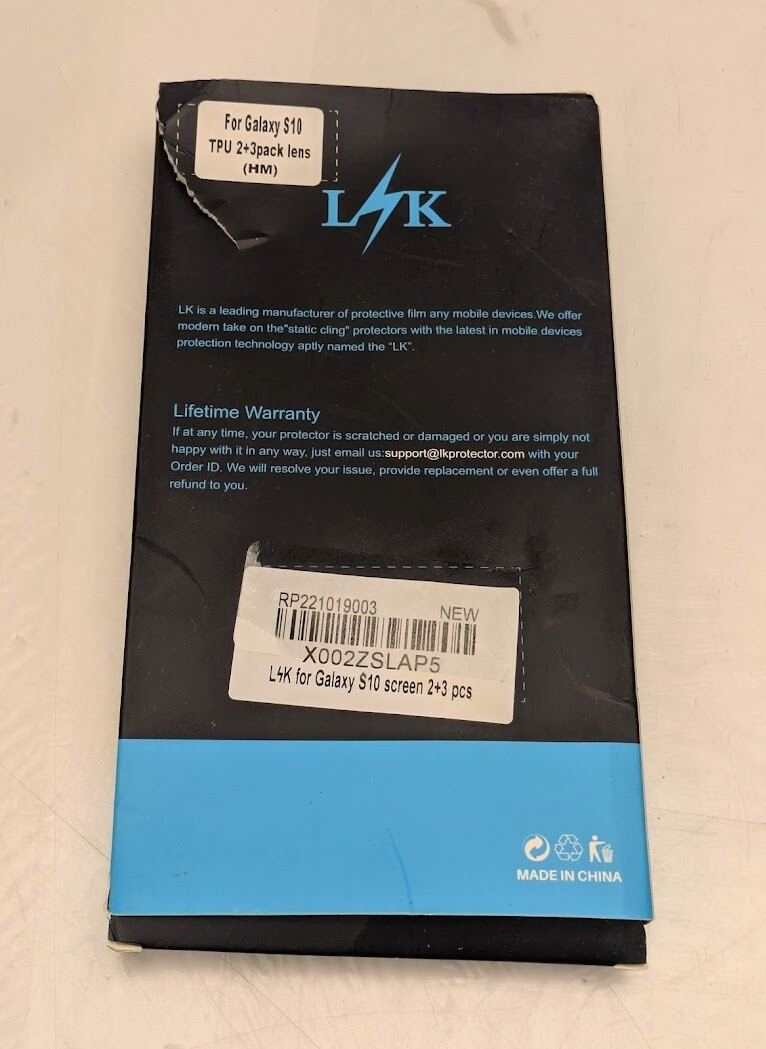 For Galaxy S10
TPU 2+3pack lens
(HM)
LK
LK is a leading manufacturer of protective film any mobile devices.We offer
modern take on the"static cling" protectors with the latest in mobile devices
protection technology aptly named the "LK".
Lifetime Warranty
If at any time, your protector is scratched or damaged or you are simply not
happy with it in any way, just email us:support@lkprotector.com with your
Order ID. We will resolve your issue, provide replacement or even offer a full
refund to you.
RP221019003 NEW
X002ZSLAP5
LϟK for Galaxy S10 screen 2+3 pcs
MADE IN CHINA